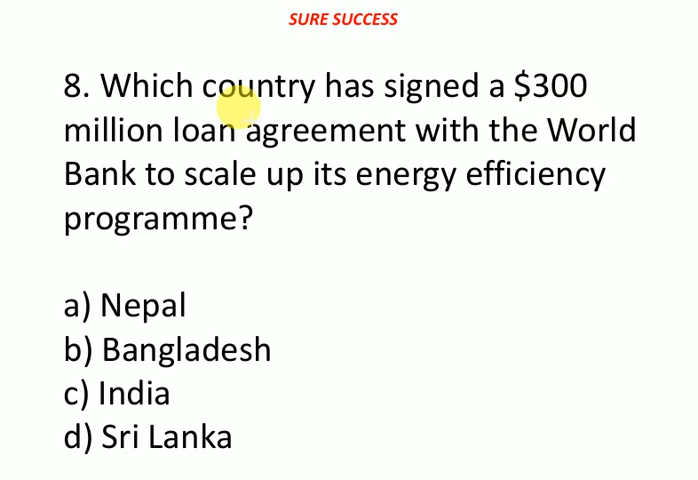 SURE SUCCESS
8. Which country has signed a $300
million loan agreement with the World
Bank to scale up its energy efficiency
programme?
a) Nepal
b) Bangladesh
c) India
d) Sri Lanka